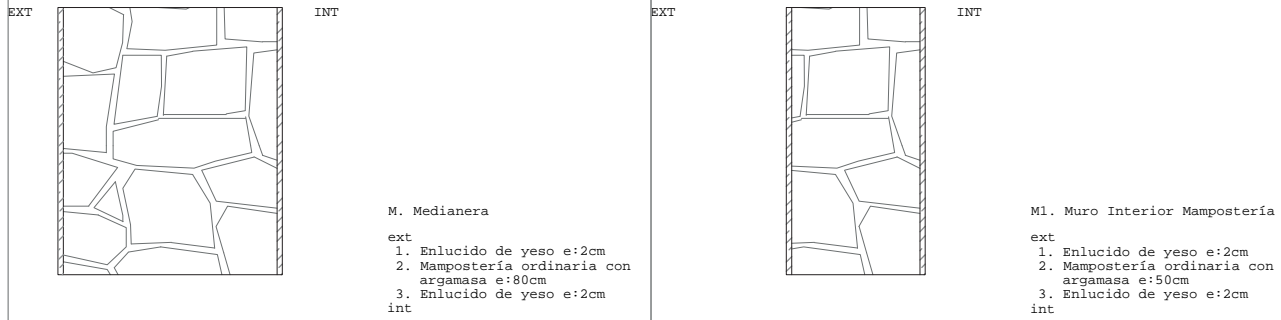 EXT
INT
M. Medianera
ext
1. Enlucido de yeso e:2cm
2. Mampostería ordinaria con
argamasa e:80cm
3. Enlucido de yeso e:2cm
int
EXT
INT
M1. Muro Interior Mampostería
ext
1. Enlucido de yeso e:2cm
2. Mampostería ordinaria con
argamasa e:50cm
3. Enlucido de yeso e:2cm
int